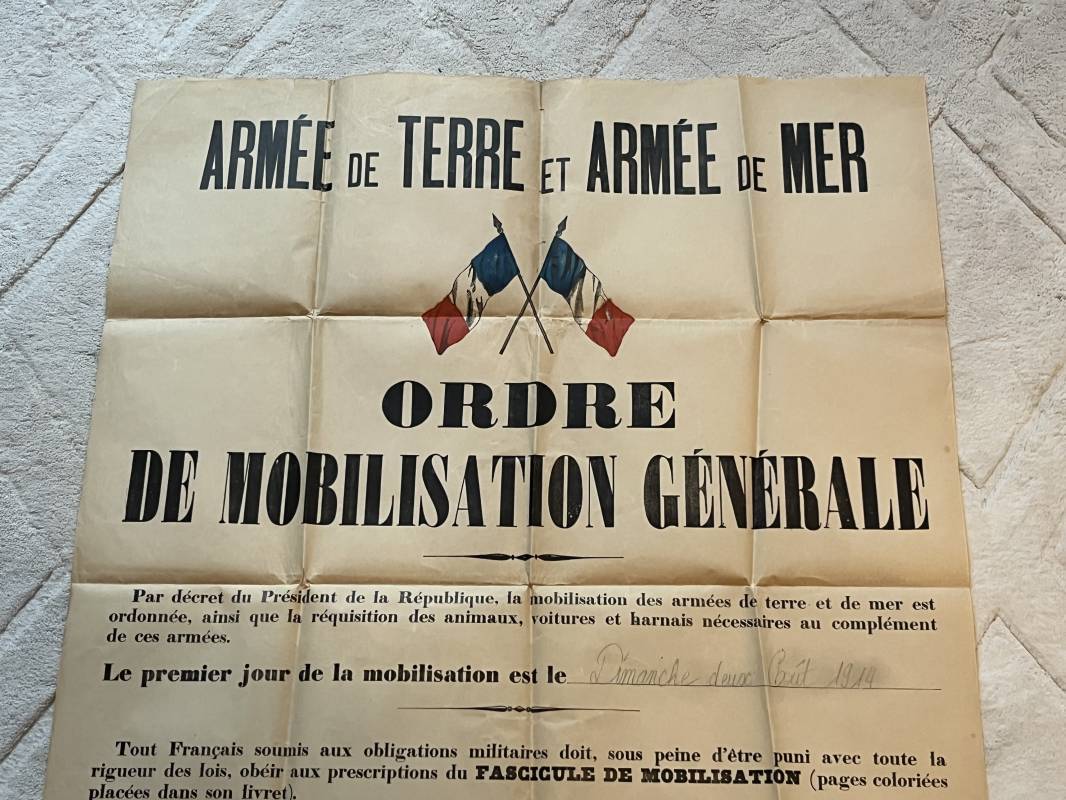 ARMÉE DE TERRE ET ARMÉE DE MER
ORDRE
DE MOBILISATION GÉNÉRALE
Par décret du Président de la République, la mobilisation des armées de terre et de mer est
ordonnée, ainsi que la réquisition des animaux, voitures et harnais nécessaires au complément
de ces armées.
Le premier jour de la mobilisation est le Dimanche deux Août 1914
Tout Français soumis aux obligations militaires doit, sous peine d'être puni avec toute la
rigueur des lois, obéir aux prescriptions du FASCICULE DE MOBILISATION (pages coloriées
placées dans son livret).